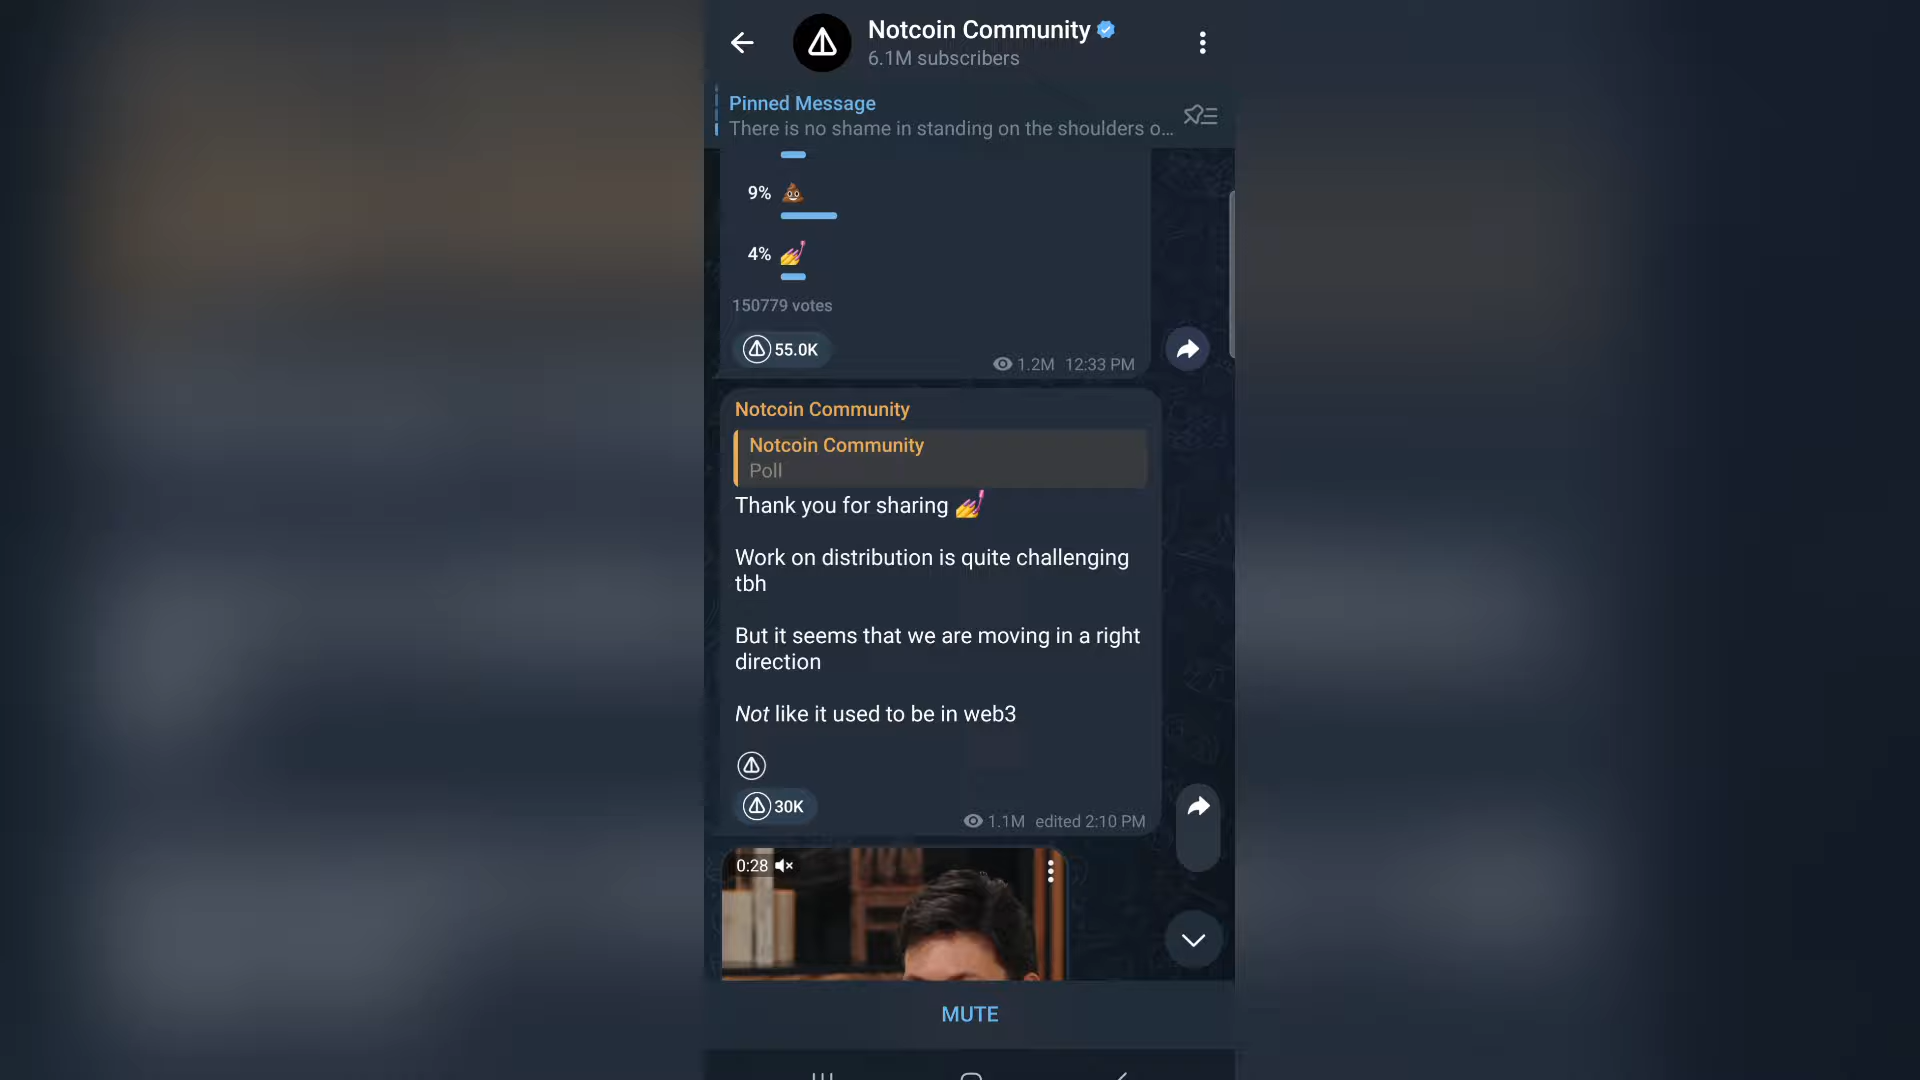 Notcoin Community
6.1M subscribers
Pinned Message
There is no shame in standing on the shoulders o...
9% 💩
4% 💅
150779 votes
55.0K
1.2M 12:33 PM
Notcoin Community
Notcoin Community
Poll
Thank you for sharing 💅
Work on distribution is quite challenging
tbh
But it seems that we are moving in a right
direction
Not like it used to be in web3
30K
1.1M edited 2:10 PM
0:28
MUTE